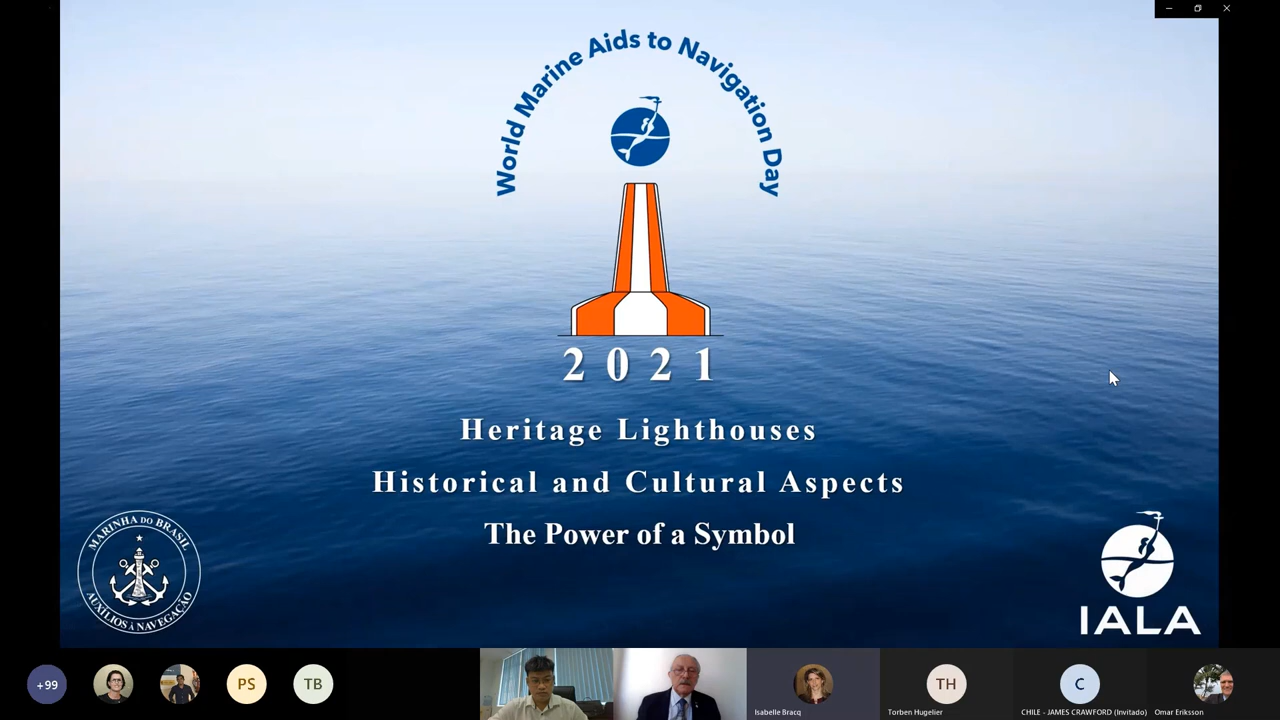 World Marine Aids to Navigation Day
2021
Heritage Lighthouses
Historical and Cultural Aspects
The Power of a Symbol
MARINHA DO BRASIL
AUXÍLIOS À NAVEGAÇÃO
IALA
+99
PS
TB
Isabelle Bracq
TH
Torben Hugelier
C
CHILE - JAMES CRAWFORD (Invitado)
Omar Eriksson